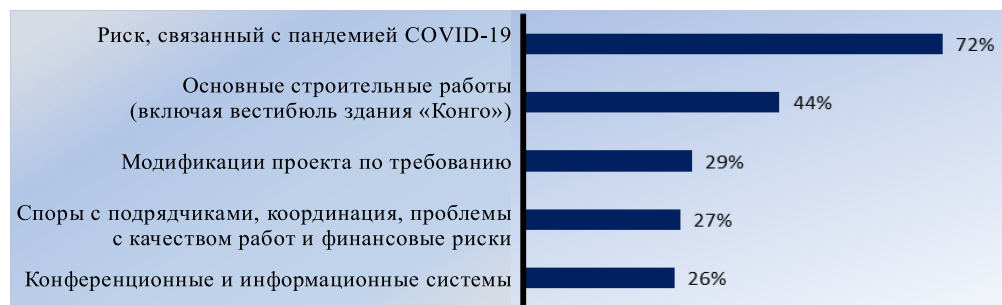 Риск, связанный с пандемией COVID-19
72%
Основные строительные работы
(включая вестибюль здания «Конго»)
44%
Модификации проекта по требованию
29%
Споры с подрядчиками, координация, проблемы
с качеством работ и финансовые риски
27%
Конференционные и информационные системы
26%